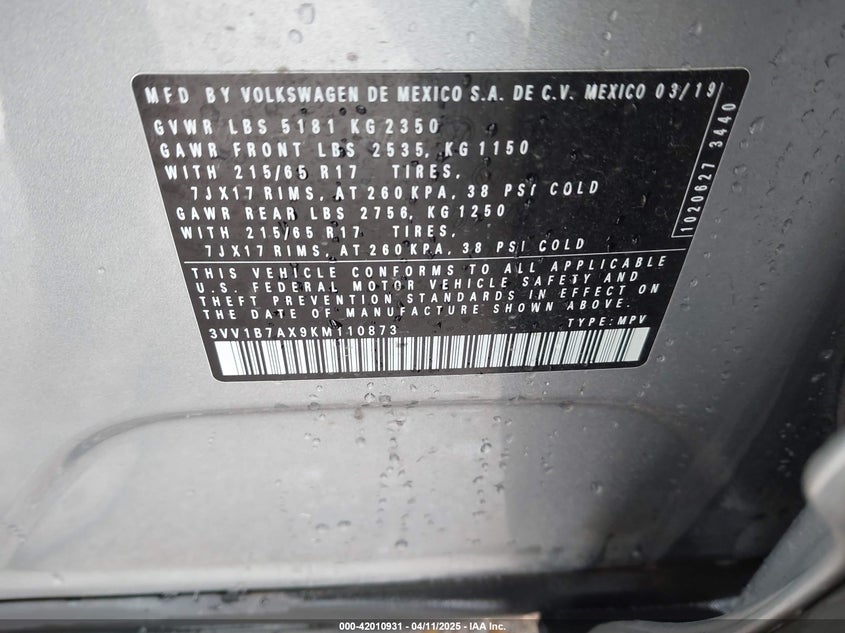 MFD BY VOLKSWAGEN DE MEXICO S.A. DE C.V. MEXICO 03/19
GVWR LBS 5181 KG 2350
GAWR FRONT LBS 2535, KG 1150
WITH 215/65 R17 TIRES,
7JX17 RIMS, AT 260 KPA, 38 PSI COLD
GAWR REAR LBS 2756, KG 1250
WITH 215/65 R17 TIRES,
7JX17 RIMS, AT 260 KPA, 38 PSI COLD
1020627 3440
THIS VEHICLE CONFORMS TO ALL APPLICABLE
U.S. FEDERAL MOTOR VEHICLE SAFETY AND
THEFT PREVENTION STANDARDS IN EFFECT ON
THE DATE OF MANUFACTURE SHOWN ABOVE.
3VV1B7AX9KM110873 TYPE: MPV
000-42010931 - 04/11/2025 - IAA Inc.